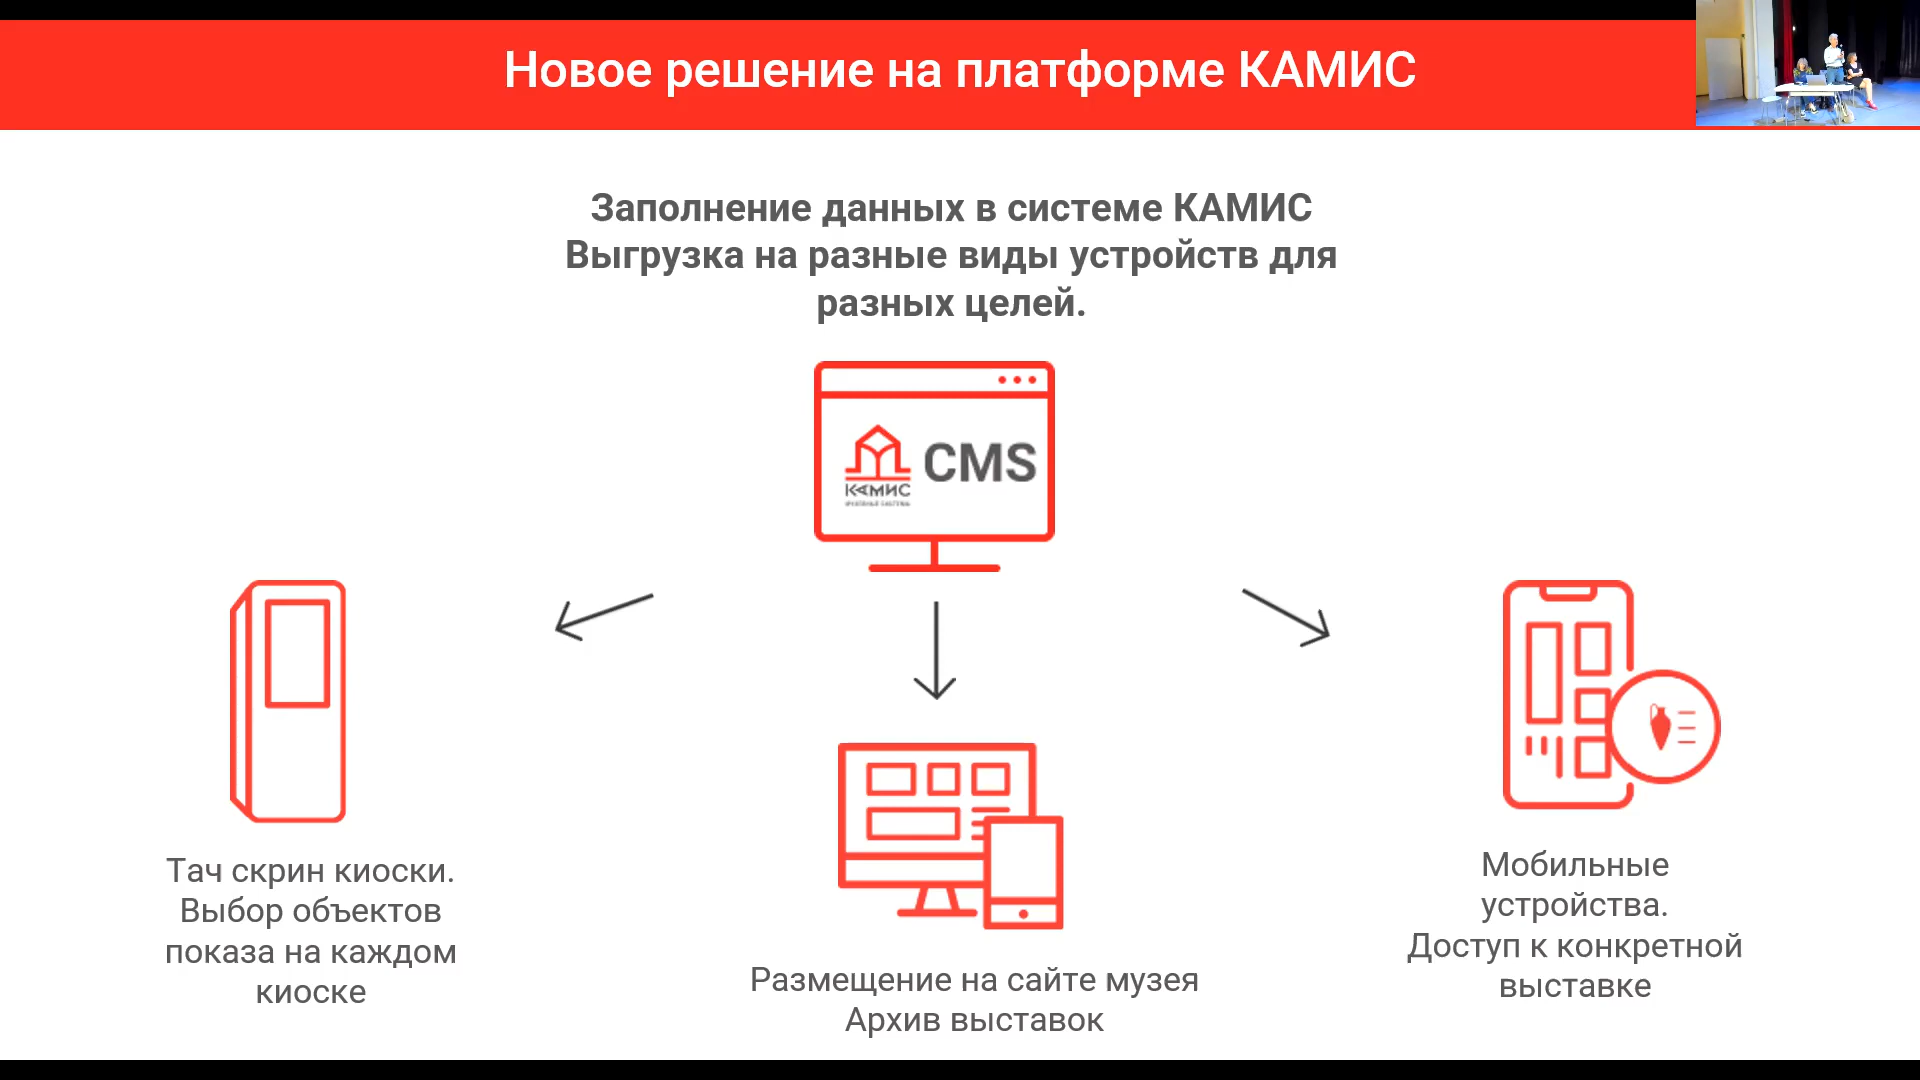 Новое решение на платформе КАМИС
Заполнение данных в системе КАМИС
Выгрузка на разные виды устройств для
разных целей.
КАМИС
CMS
Тач скрин киоски.
Выбор объектов
показа на каждом
киоске
Размещение на сайте музея
Архив выставок
Мобильные
устройства.
Доступ к конкретной
выставке